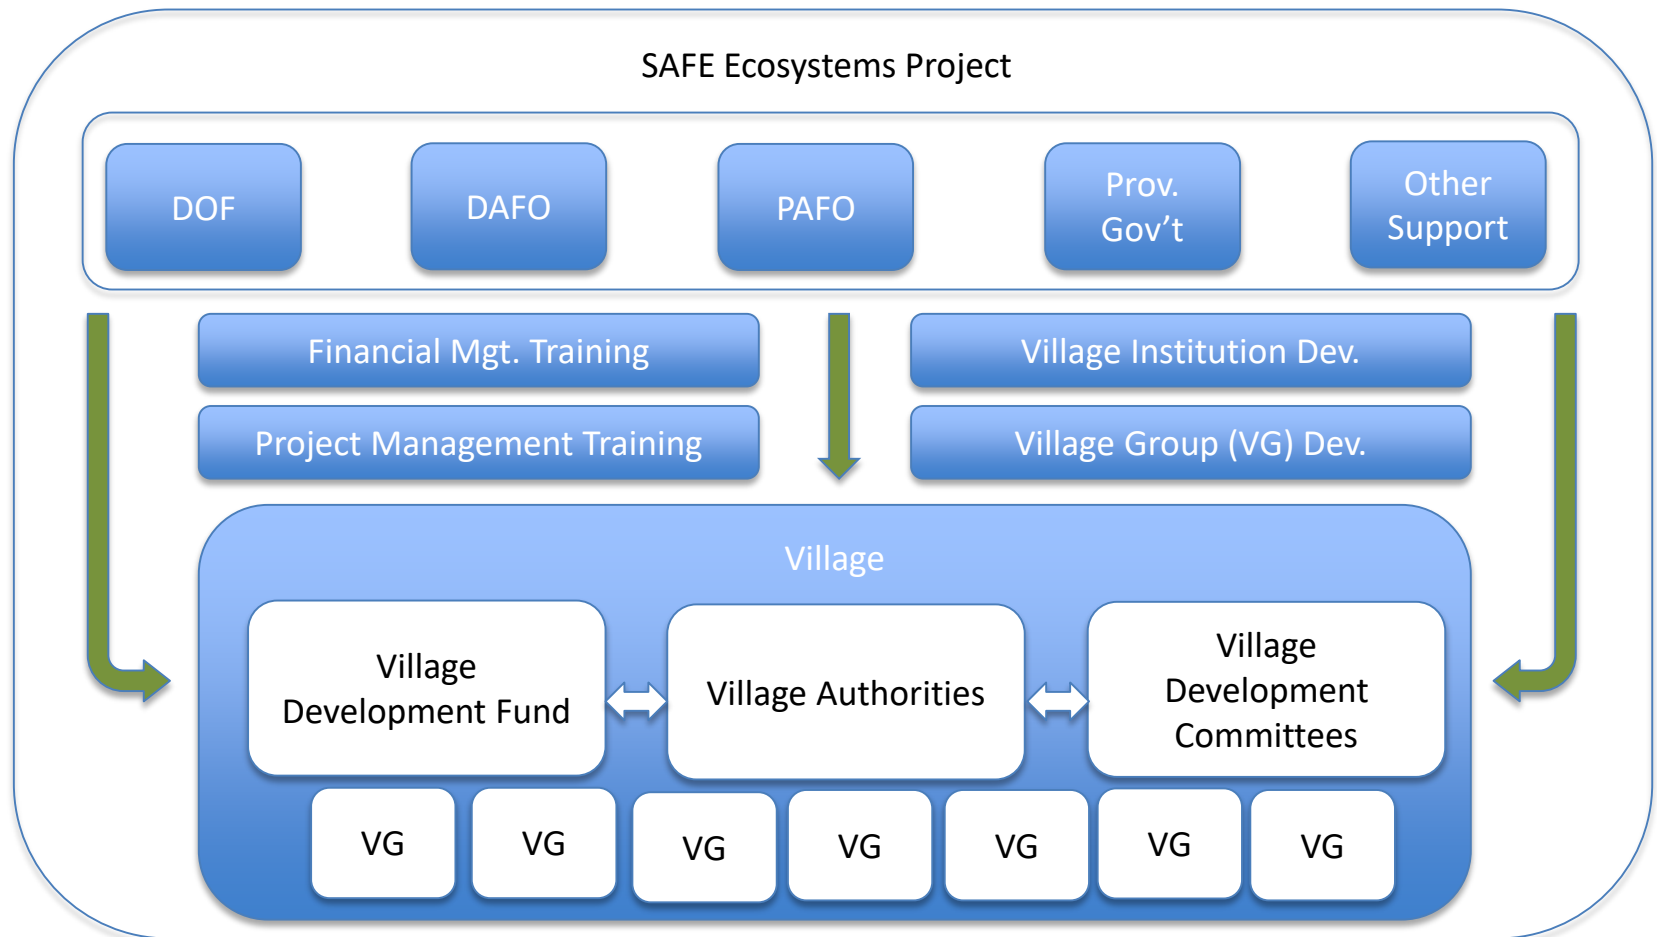 SAFE Ecosystems Project
DOF
DAFO
PAFO
Prov.
Gov’t
Other
Support
Financial Mgt. Training
Village Institution Dev.
Project Management Training
Village Group (VG) Dev.
Village
Village
Development Fund
Village Authorities
Village
Development
Committees
VG
VG
VG
VG
VG
VG
VG